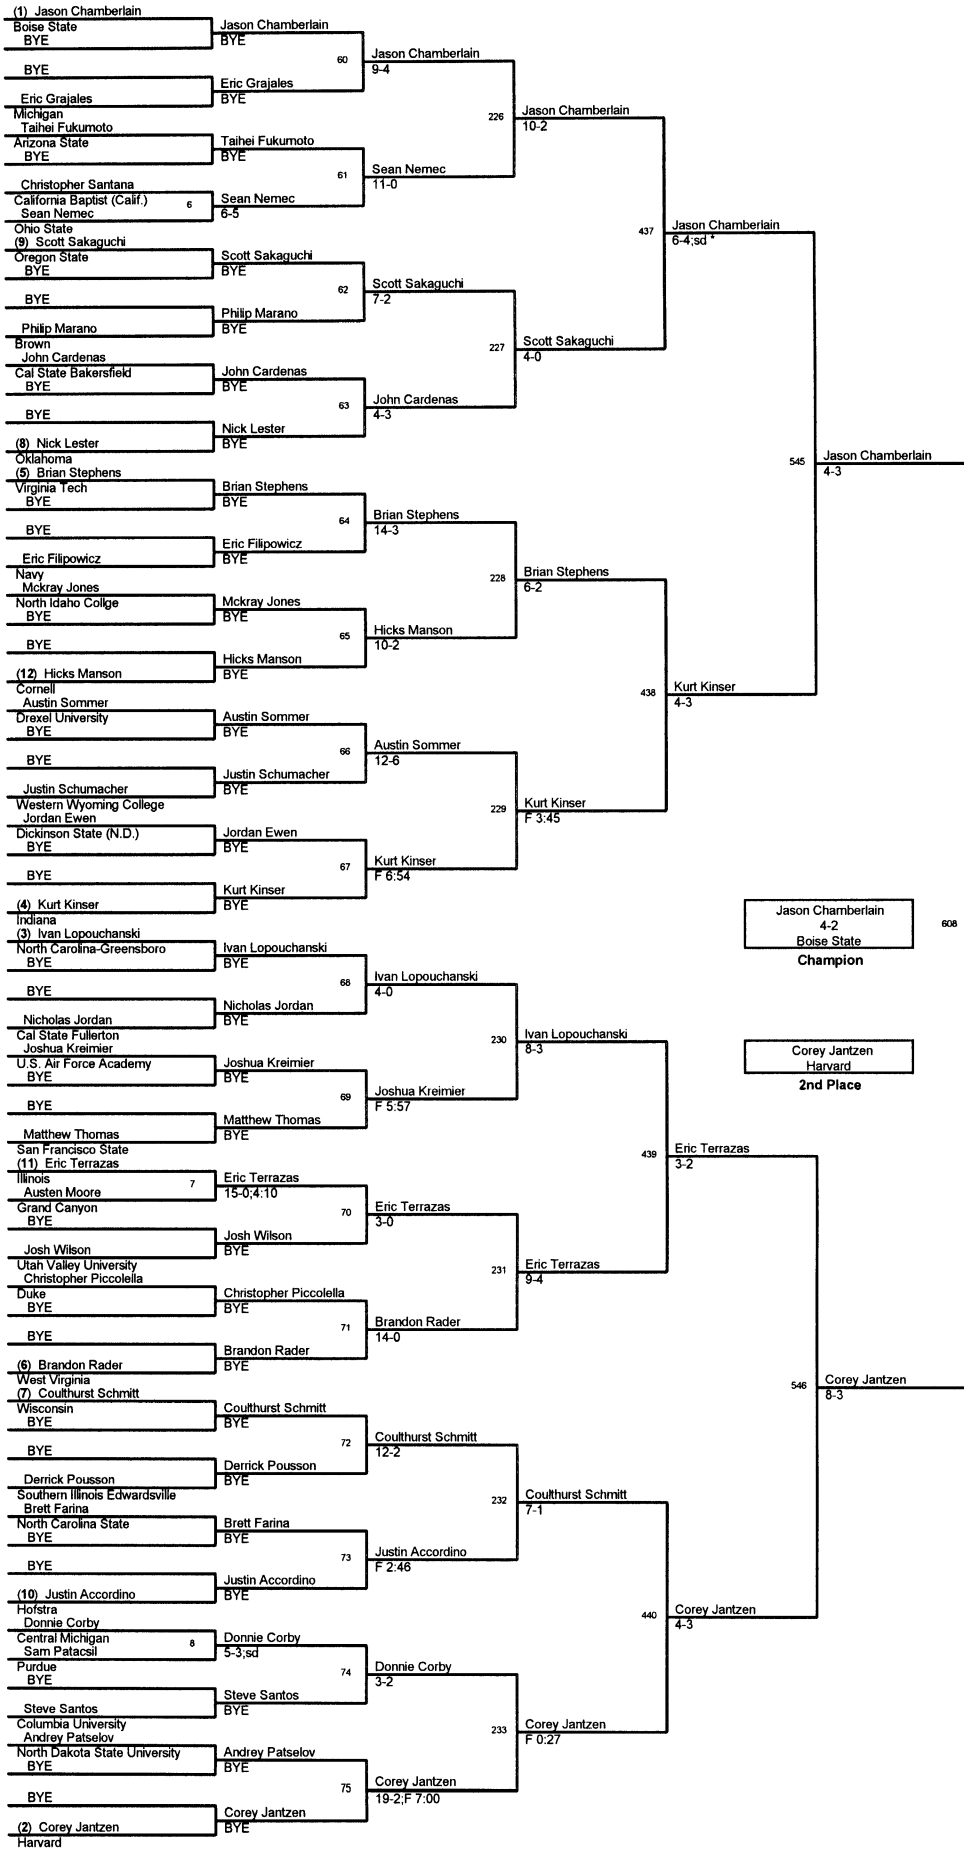 (1) Jason Chamberlain
Boise State
BYE
BYE
Eric Grajales
Michigan
Taihei Fukumoto
Arizona State
BYE
Christopher Santana
California Baptist (Calif.)
6
Sean Nemec
Ohio State
(9) Scott Sakaguchi
Oregon State
BYE
BYE
Philip Marano
Brown
John Cardenas
Cal State Bakersfield
BYE
BYE
(8) Nick Lester
Oklahoma
(5) Brian Stephens
Virginia Tech
BYE
BYE
Eric Filipowicz
Navy
Mckray Jones
North Idaho Collge
BYE
BYE
(12) Hicks Manson
Cornell
Austin Sommer
Drexel University
BYE
BYE
Justin Schumacher
Western Wyoming College
Jordan Ewen
Dickinson State (N.D.)
BYE
BYE
(4) Kurt Kinser
Indiana
(3) Ivan Lopouchanski
North Carolina-Greensboro
BYE
BYE
Nicholas Jordan
Cal State Fullerton
Joshua Kreimier
U.S. Air Force Academy
BYE
BYE
Matthew Thomas
San Francisco State
(11) Eric Terrazas
Illinois
7
Austen Moore
Grand Canyon
BYE
Josh Wilson
Utah Valley University
Christopher Piccolella
Duke
BYE
BYE
(6) Brandon Rader
West Virginia
(7) Coulthurst Schmitt
Wisconsin
BYE
BYE
Derrick Pousson
Southern Illinois Edwardsville
Brett Farina
North Carolina State
BYE
BYE
(10) Justin Accordino
Hofstra
Donnie Corby
Central Michigan
8
Sam Patacsil
Purdue
BYE
Steve Santos
Columbia University
Andrey Patselov
North Dakota State University
BYE
BYE
(2) Corey Jantzen
Harvard
Jason Chamberlain
BYE
60
Eric Grajales
BYE
Taihei Fukumoto
BYE
61
Sean Nemec
6-5
Scott Sakaguchi
BYE
62
Philip Marano
BYE
John Cardenas
BYE
63
Nick Lester
BYE
Brian Stephens
BYE
64
Eric Filipowicz
BYE
Mckray Jones
BYE
65
Hicks Manson
BYE
Austin Sommer
BYE
66
Justin Schumacher
BYE
Jordan Ewen
BYE
67
Kurt Kinser
BYE
Ivan Lopouchanski
BYE
68
Nicholas Jordan
BYE
Joshua Kreimier
BYE
69
Matthew Thomas
BYE
Eric Terrazas
15-0;4:10
70
Josh Wilson
BYE
Christopher Piccolella
BYE
71
Brandon Rader
BYE
Coulthurst Schmitt
BYE
72
Derrick Pousson
BYE
Brett Farina
BYE
73
Justin Accordino
BYE
Donnie Corby
5-3;sd
74
Steve Santos
BYE
Andrey Patselov
BYE
75
Corey Jantzen
BYE
Jason Chamberlain
9-4
226
Sean Nemec
11-0
Scott Sakaguchi
7-2
227
John Cardenas
4-3
Brian Stephens
14-3
228
Hicks Manson
10-2
Austin Sommer
12-6
229
Kurt Kinser
F 6:54
Ivan Lopouchanski
4-0
230
Joshua Kreimier
F 5:57
Eric Terrazas
3-0
231
Brandon Rader
14-0
Coulthurst Schmitt
12-2
232
Justin Accordino
F 2:46
Donnie Corby
3-2
233
Corey Jantzen
19-2;F 7:00
Jason Chamberlain
10-2
437
Scott Sakaguchi
4-0
Brian Stephens
6-2
438
Kurt Kinser
F 3:45
Ivan Lopouchanski
8-3
439
Eric Terrazas
9-4
Coulthurst Schmitt
7-1
440
Corey Jantzen
F 0:27
Jason Chamberlain
6-4;sd *
545
Kurt Kinser
4-3
Eric Terrazas
3-2
546
Corey Jantzen
4-3
Jason Chamberlain
4-3
Corey Jantzen
8-3
Jason Chamberlain
4-2
Boise State
608
Champion
Corey Jantzen
Harvard
2nd Place